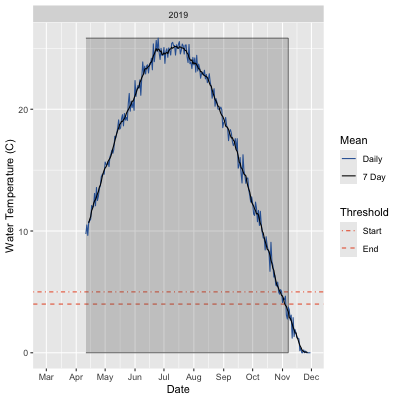 2019
Water Temperature (C)
20
10
0
Mar Apr May Jun Jul Aug Sep Oct Nov Dec
Date
Mean
Daily
7 Day
Threshold
Start
End